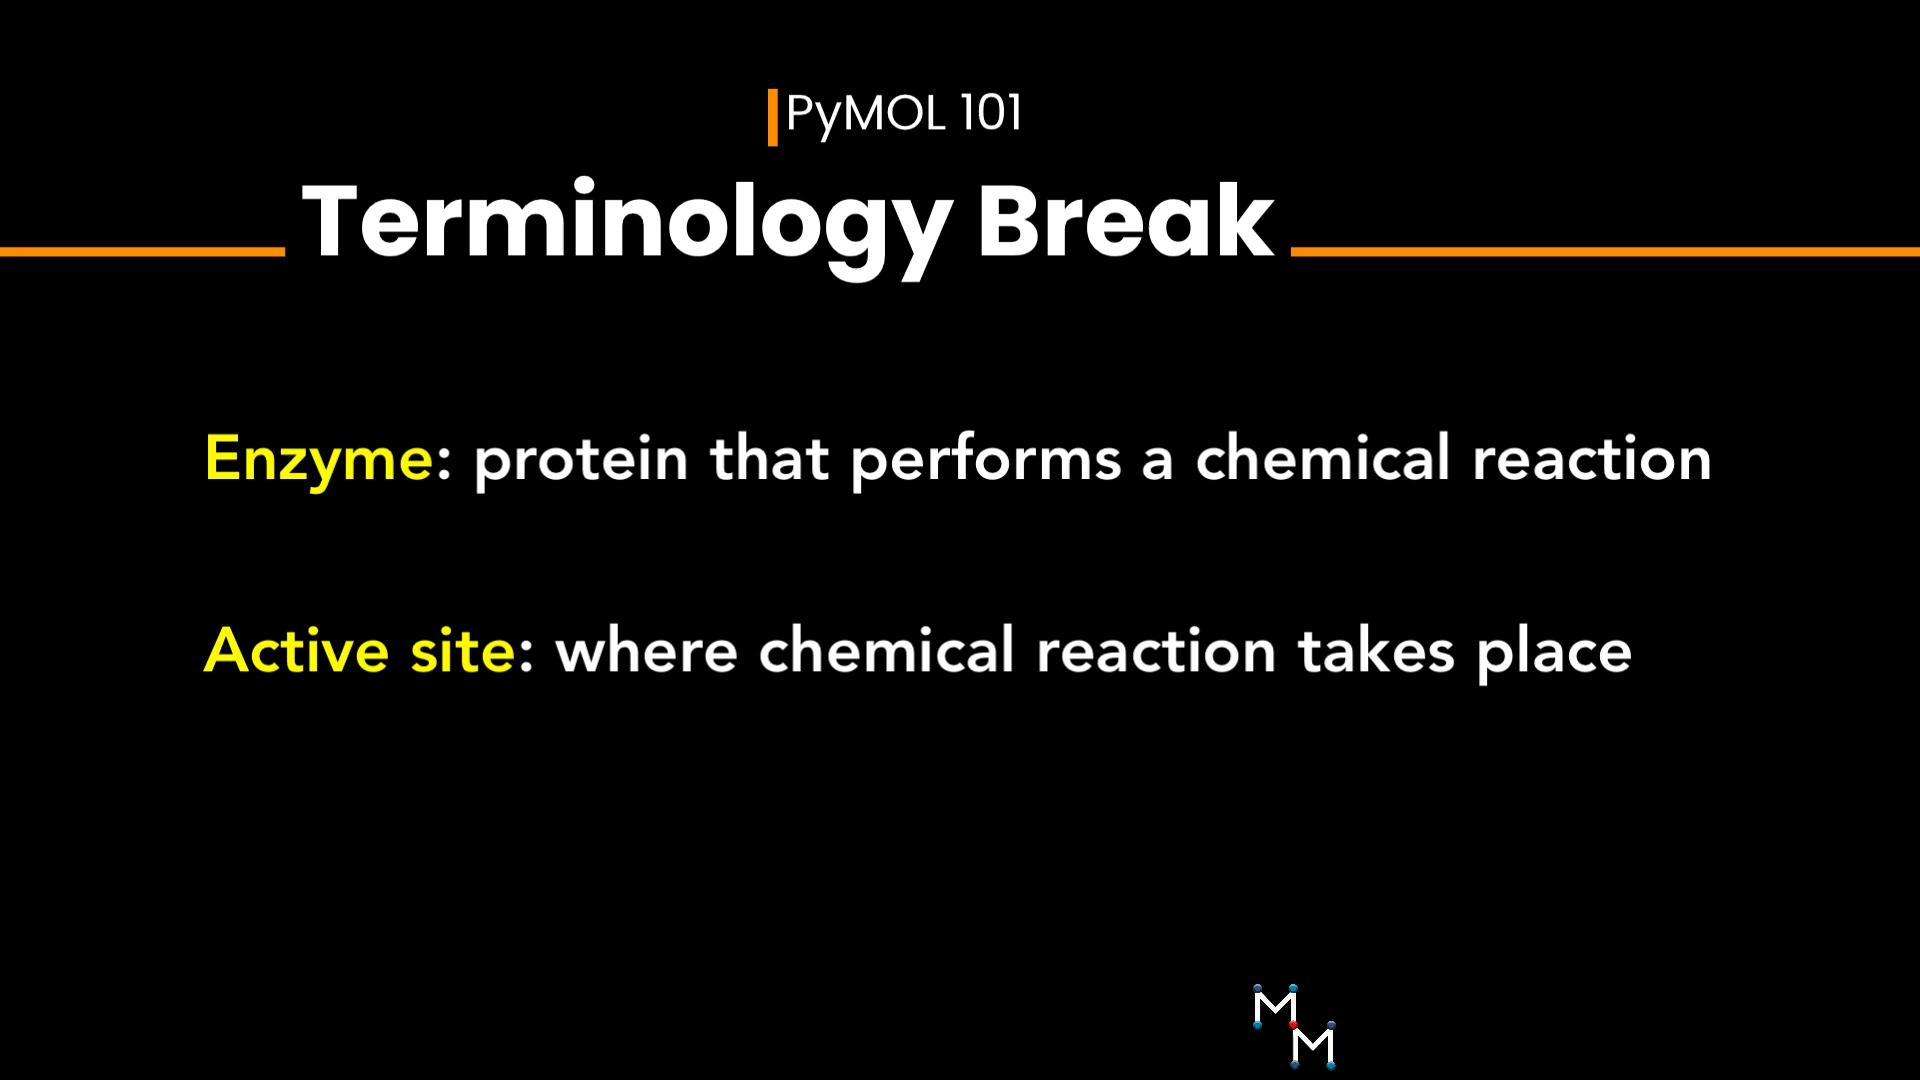 PyMOL 101
Terminology Break
Enzyme: protein that performs a chemical reaction
Active site: where chemical reaction takes place
M
M